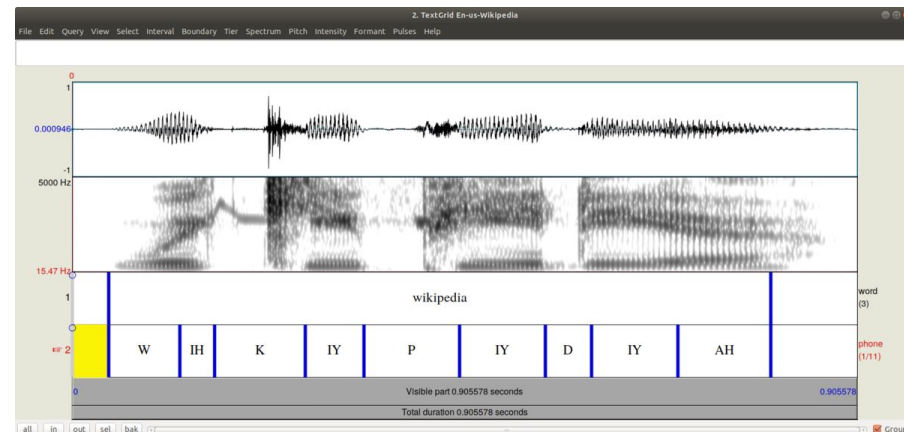 2. TextGrid En-us-Wikipedia
File Edit Query View Select Interval Boundary Tier Spectrum Pitch Intensity Formant Pulses Help
0
1
0.000946
-1
5000 Hz
15.47 Hz
1 wikipedia word
(3)
2 W IH K IY P IY D IY AH phone
(1/11)
0 Visible part 0.905578 seconds 0.905578
Total duration 0.905578 seconds
all in out sel bak Grou